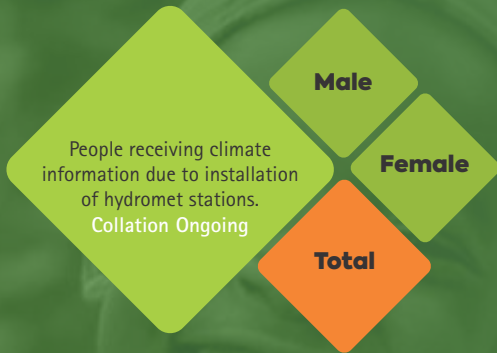 People receiving climate
information due to installation
of hydromet stations.
Collation Ongoing
Male
Female
Total